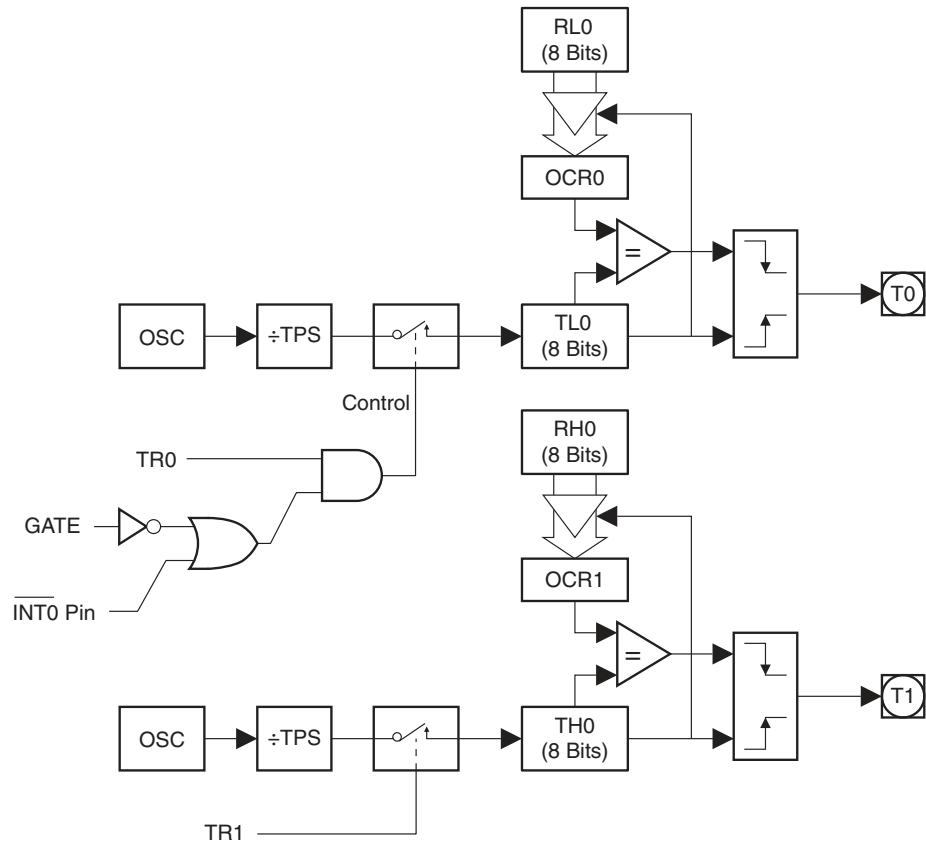 RL0
(8 Bits)
OCR0
=
T0
OSC
÷TPS
TL0
(8 Bits)
Control
TR0
GATE
INT0 Pin
RH0
(8 Bits)
OCR1
=
T1
OSC
÷TPS
TH0
(8 Bits)
TR1